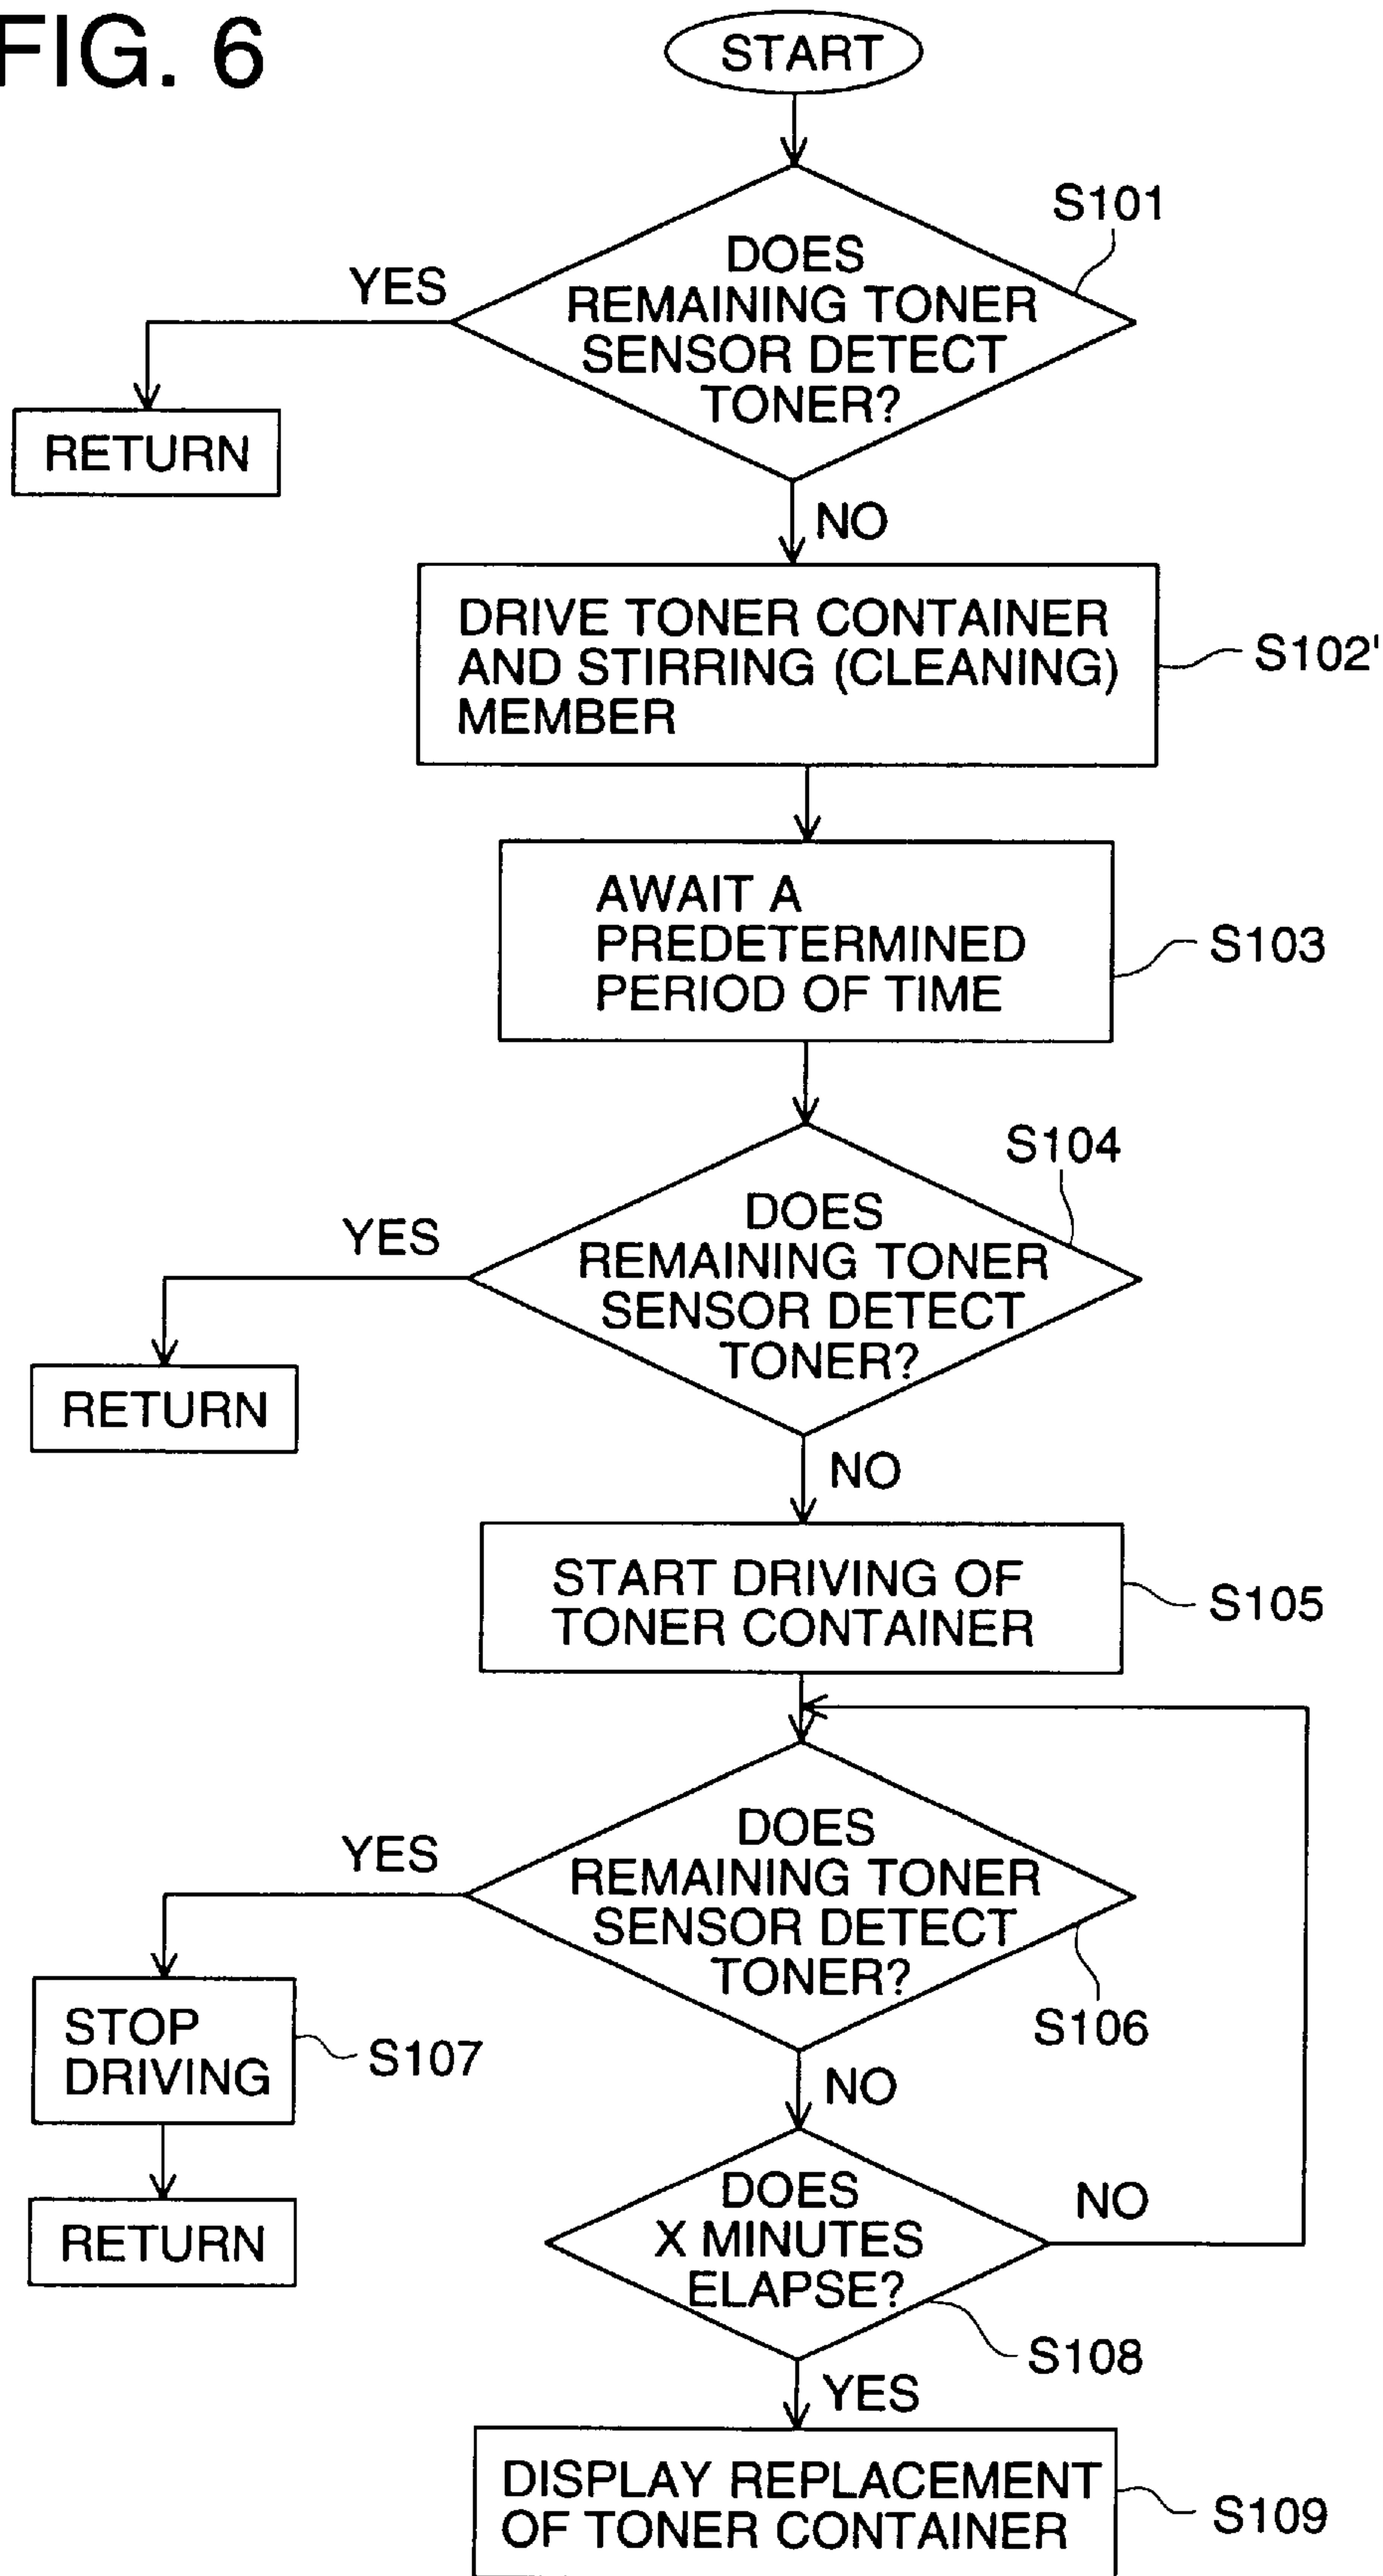 FIG. 6
START
S101
DOES
REMAINING TONER
SENSOR DETECT
TONER?
YES
RETURN
NO
DRIVE TONER CONTAINER
AND STIRRING (CLEANING)
MEMBER
S102'
AWAIT A
PREDETERMINED
PERIOD OF TIME
S103
S104
DOES
REMAINING TONER
SENSOR DETECT
TONER?
YES
RETURN
NO
START DRIVING OF
TONER CONTAINER
S105
DOES
REMAINING TONER
SENSOR DETECT
TONER?
YES
S106
STOP
DRIVING
S107
RETURN
NO
DOES
X MINUTES
ELAPSE?
NO
S108
YES
DISPLAY REPLACEMENT
OF TONER CONTAINER
S109